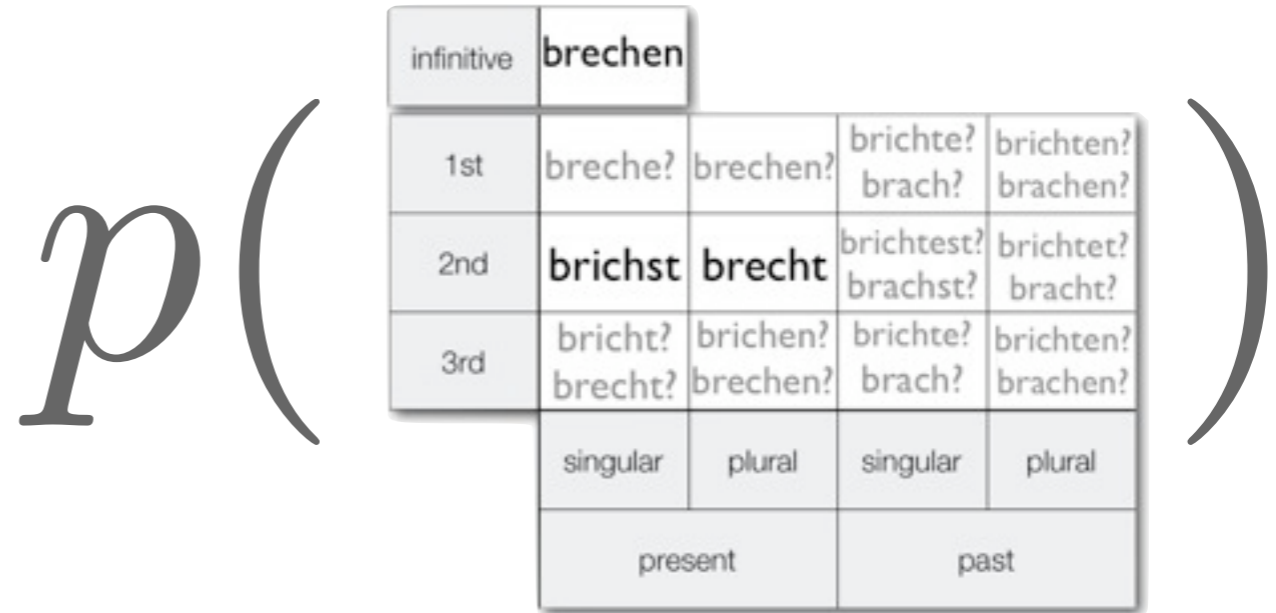 p(
infinitive brechen
1st breche? brechen? brichte? brach? brichten? brachen?
2nd brichst brecht brichtest? brachst? brichtet? bracht?
3rd bricht? brecht? brichen? brechen? brichte? brach? brichten? brachen?
singular plural singular plural
present past
)